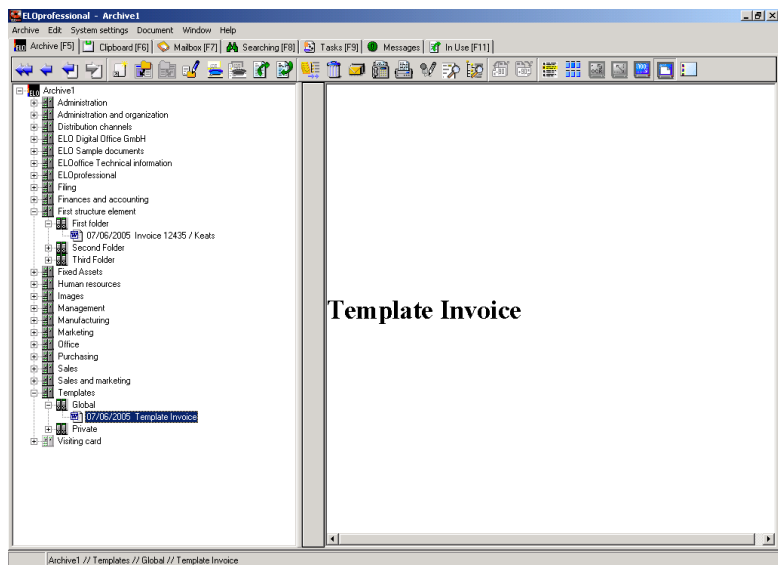 ELOprofessional - Archive1
Archive Edit System settings Document Window Help
Archive [F5] Clipboard [F6] Mailbox [F7] Searching [F8] Tasks [F9] Messages In Use [F11]
ELO Archive1
Administration
Administration and organization
Distribution channels
ELO Digital Office GmbH
ELO Sample documents
ELOoffice Technical information
ELOprofessional
Filing
Finances and accounting
First structure element
First folder
07/06/2005 Invoice 12435 / Keats
Second Folder
Third Folder
Fixed Assets
Human resources
Images
Management
Manufacturing
Marketing
Office
Purchasing
Sales
Sales and marketing
Templates
Global
07/06/2005 Template Invoice
Private
Visiting card
Template Invoice
Archive1 // Templates // Global // Template Invoice